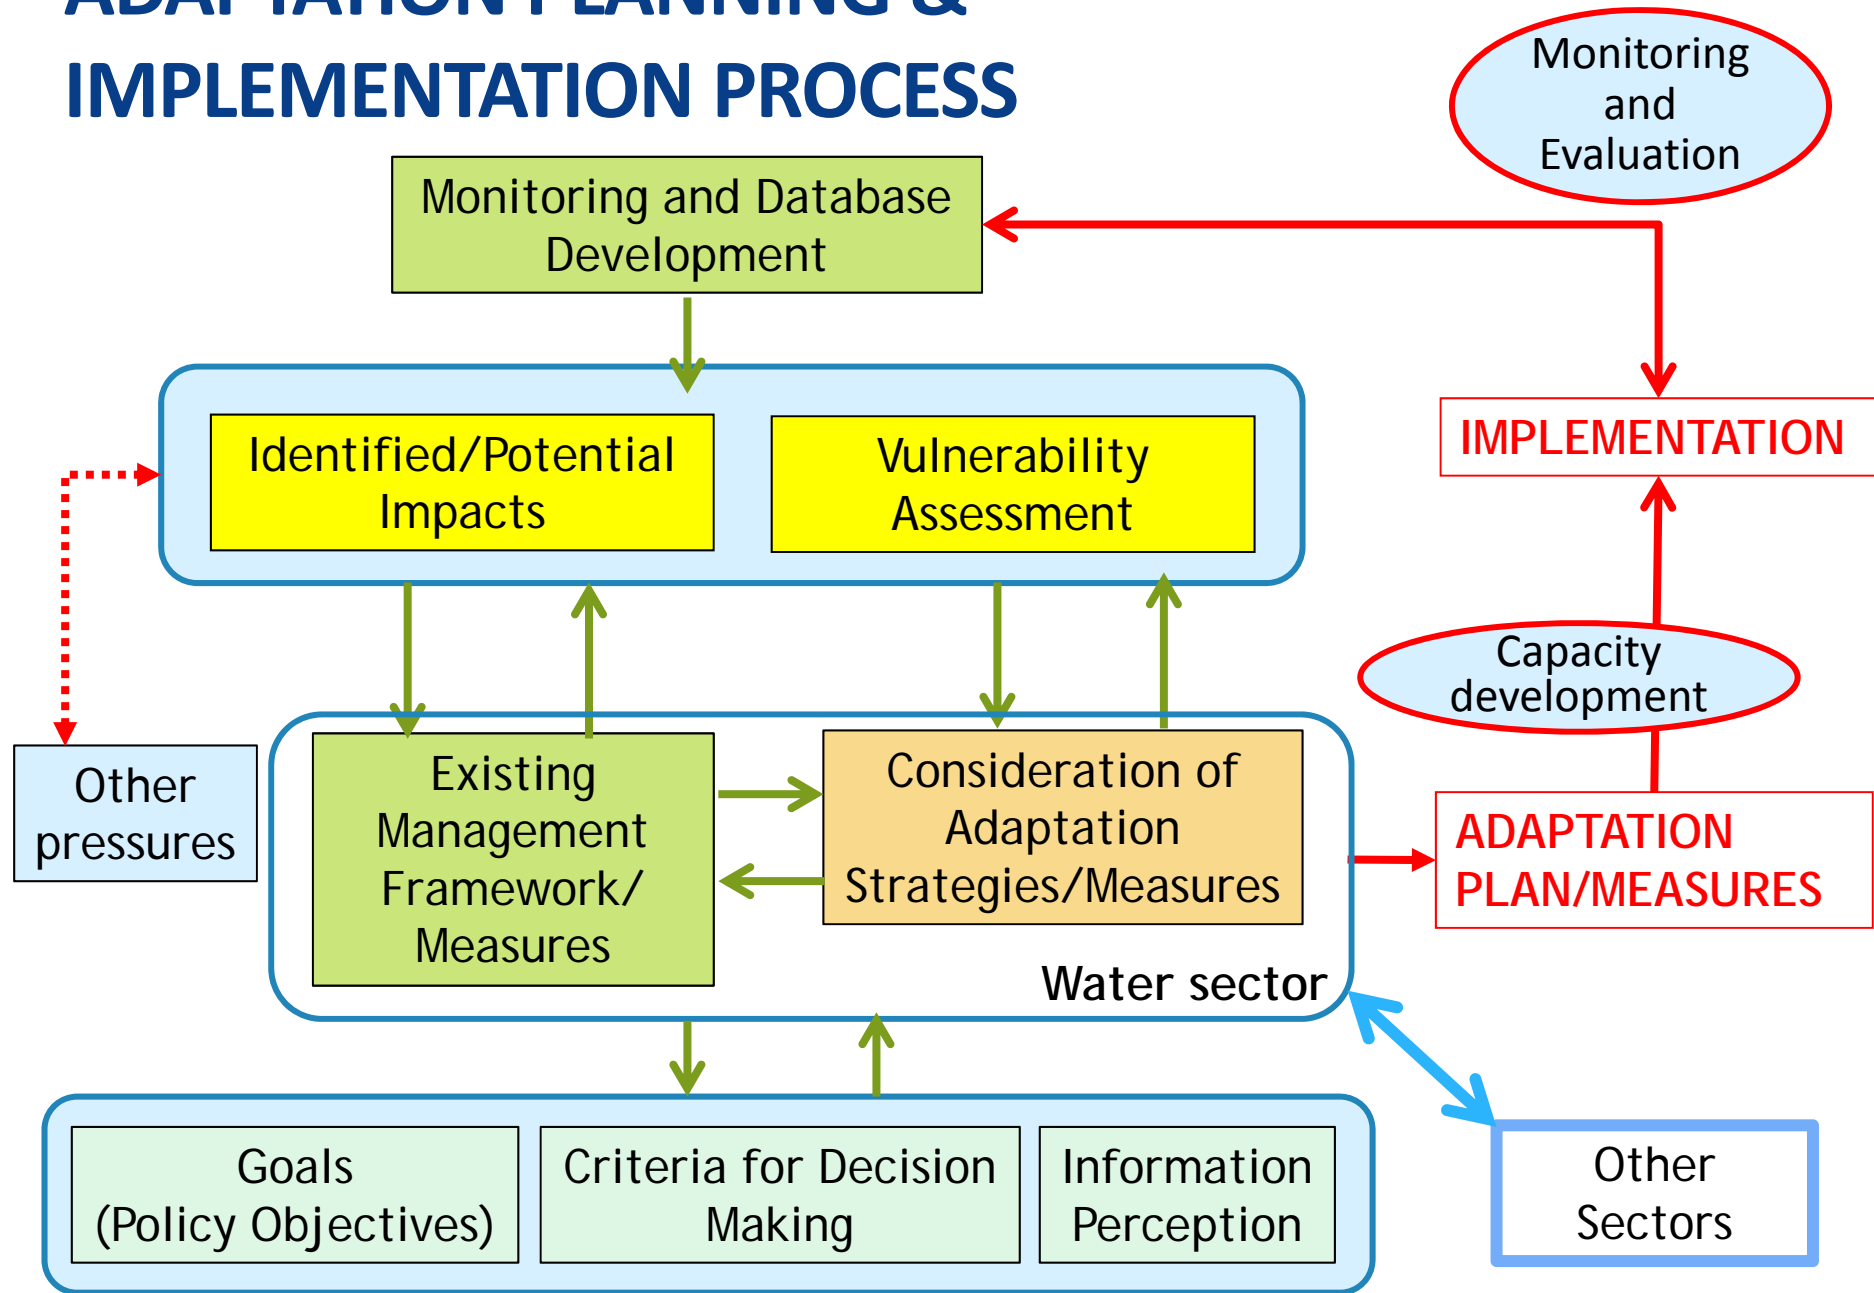 ADAPTATION PLANNING &
IMPLEMENTATION PROCESS
Monitoring
and
Evaluation
Monitoring and Database
Development
Identified/Potential
Impacts
Vulnerability
Assessment
IMPLEMENTATION
Capacity
development
Other
pressures
Existing
Management
Framework/
Measures
Consideration of
Adaptation
Strategies/Measures
ADAPTATION
PLAN/MEASURES
Water sector
Goals
(Policy Objectives)
Criteria for Decision
Making
Information
Perception
Other
Sectors